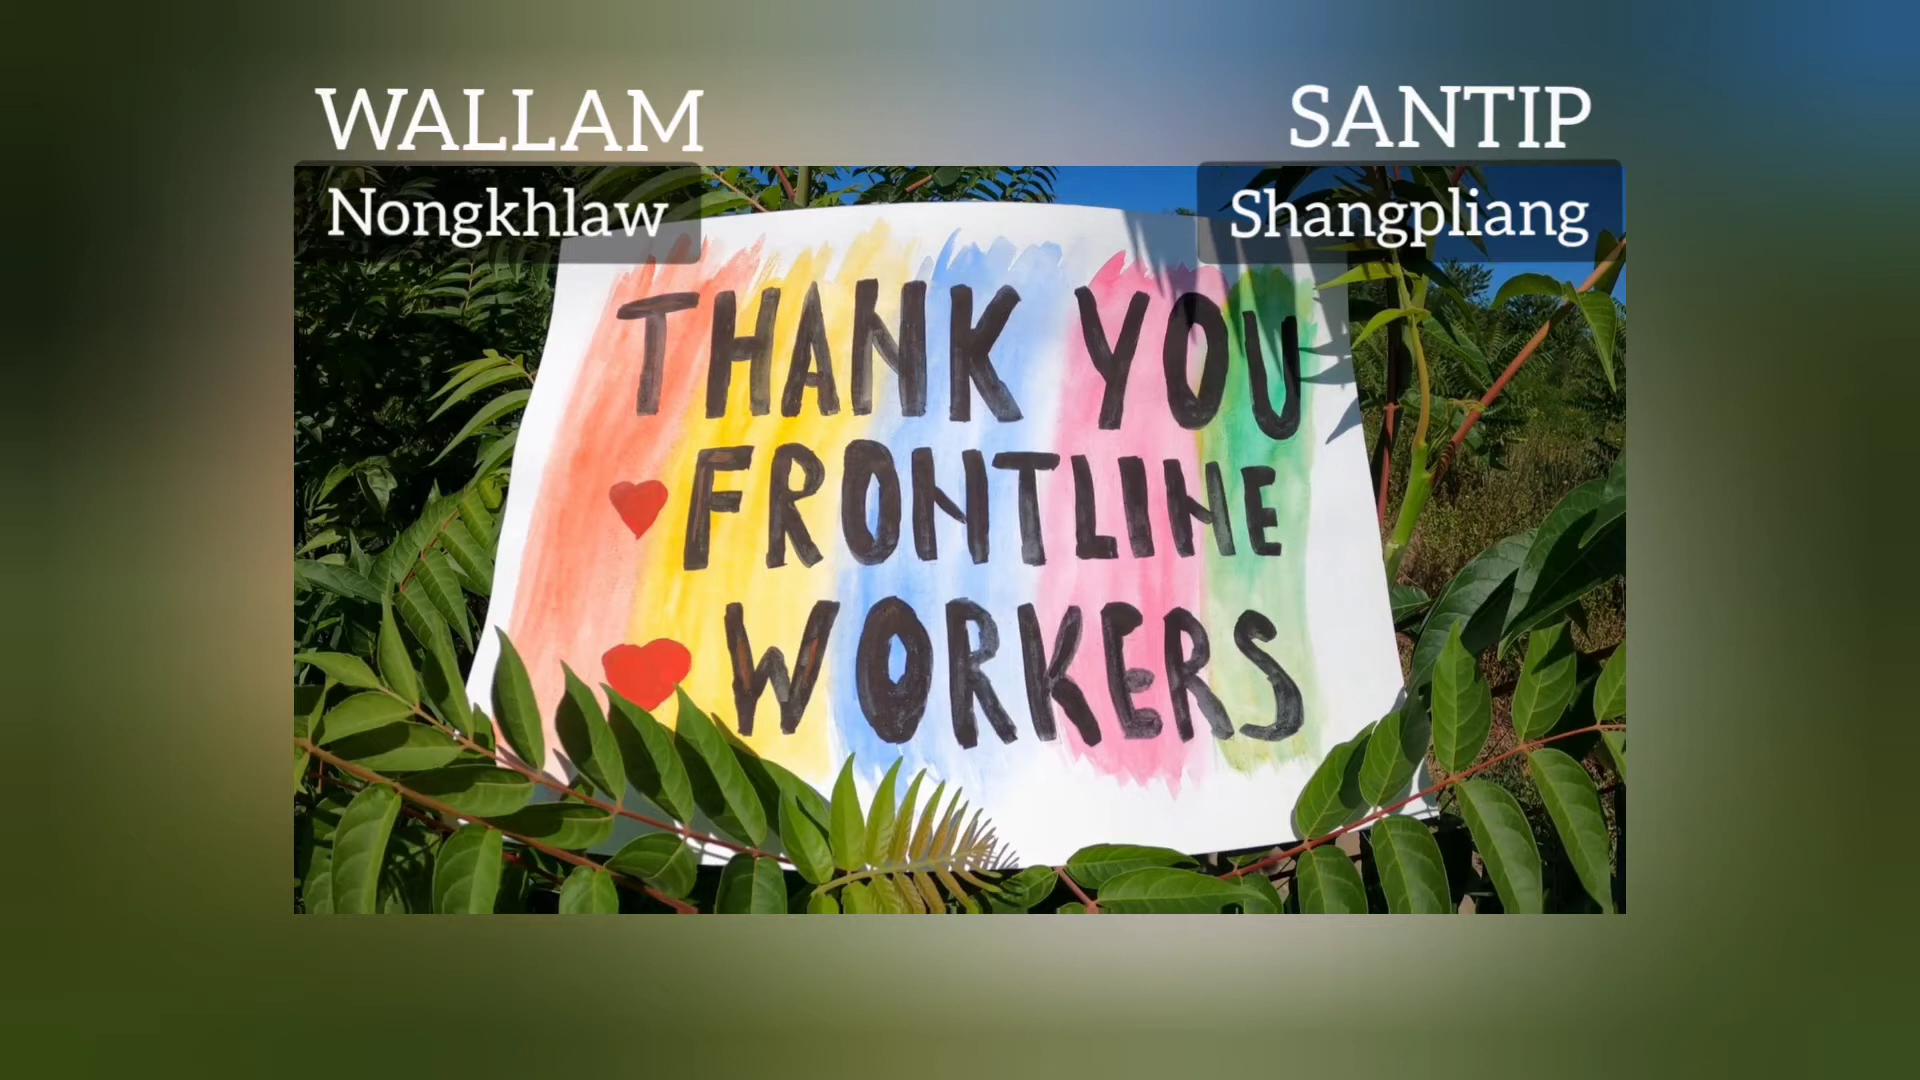 WALLAM
Nongkhlaw
SANTIP
Shangpliang
THANK YOU
FRONTLINE
WORKERS